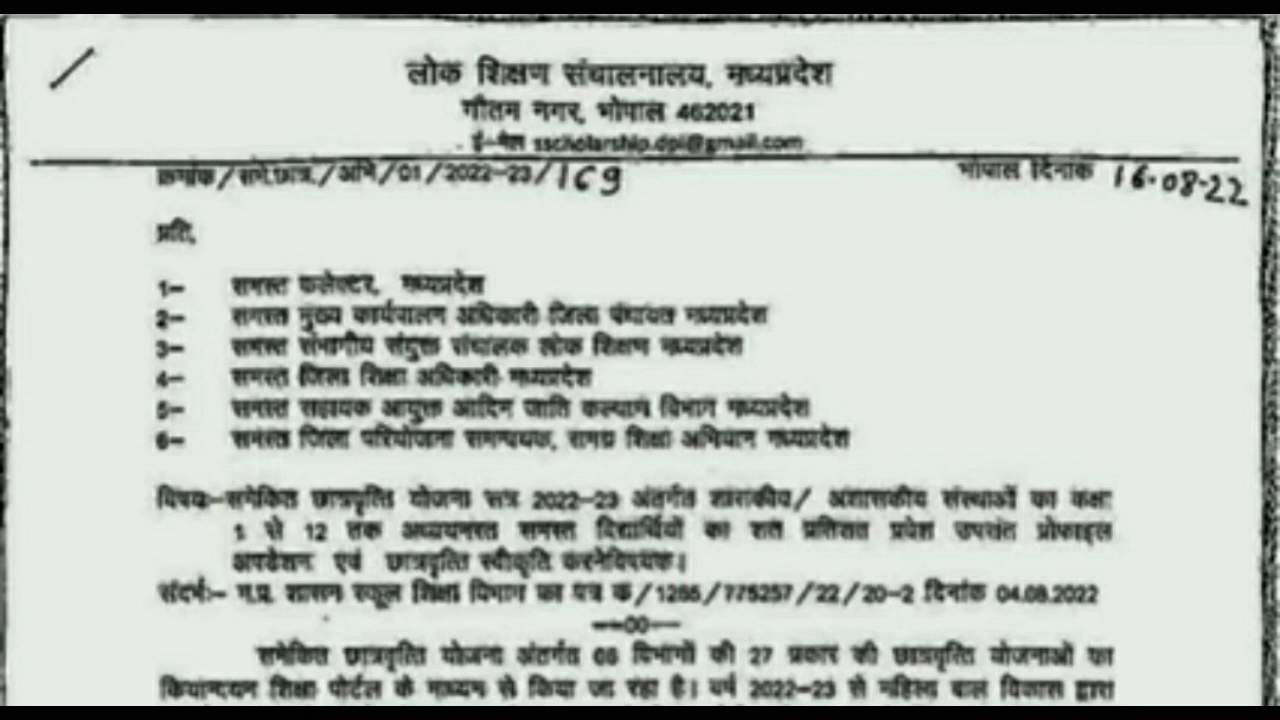 लोक शिक्षण संचालनालय, मध्यप्रदेश
गौतम नगर, भोपाल 462021
ई-मेल sscholarship.dpi@gmail.com
क्रमांक/समे.छात्र./अभि/01/2022-23/169
भोपाल दिनांक 16-08-22
प्रति,
1- समस्त कलेक्टर, मध्यप्रदेश
2- समस्त मुख्य कार्यपालन अधिकारी जिला पंचायत मध्यप्रदेश
3- समस्त संभागीय संयुक्त संचालक लोक शिक्षण मध्यप्रदेश
4- समस्त जिला शिक्षा अधिकारी मध्यप्रदेश
5- समस्त सहायक आयुक्त आदिम जाति कल्याण विभाग मध्यप्रदेश
6- समस्त जिला परियोजना समन्वयक, समग्र शिक्षा अभियान मध्यप्रदेश
विषयः-समेकित छात्रवृत्ति योजना सत्र 2022-23 अंतर्गत शासकीय/ अशासकीय संस्थाओं का कक्षा
1 से 12 तक अध्ययनरत समस्त विद्यार्थियों का शत प्रतिशत प्रवेश उपरांत प्रोफाइल
अपडेशन एवं छात्रवृत्ति स्वीकृति करनेविषयक।
संदर्भः- म.प्र. शासन स्कूल शिक्षा विभाग का पत्र क/1266/775257/22/20-2 दिनांक 04.08.2022
--00--
समेकित छात्रवृत्ति योजना अंतर्गत 06 विभागों की 27 प्रकार की छात्रवृत्ति योजनाओं का
कियान्वयन शिक्षा पोर्टल के माध्यम से किया जा रहा है। वर्ष 2022-23 से महिला बाल विकास द्वारा